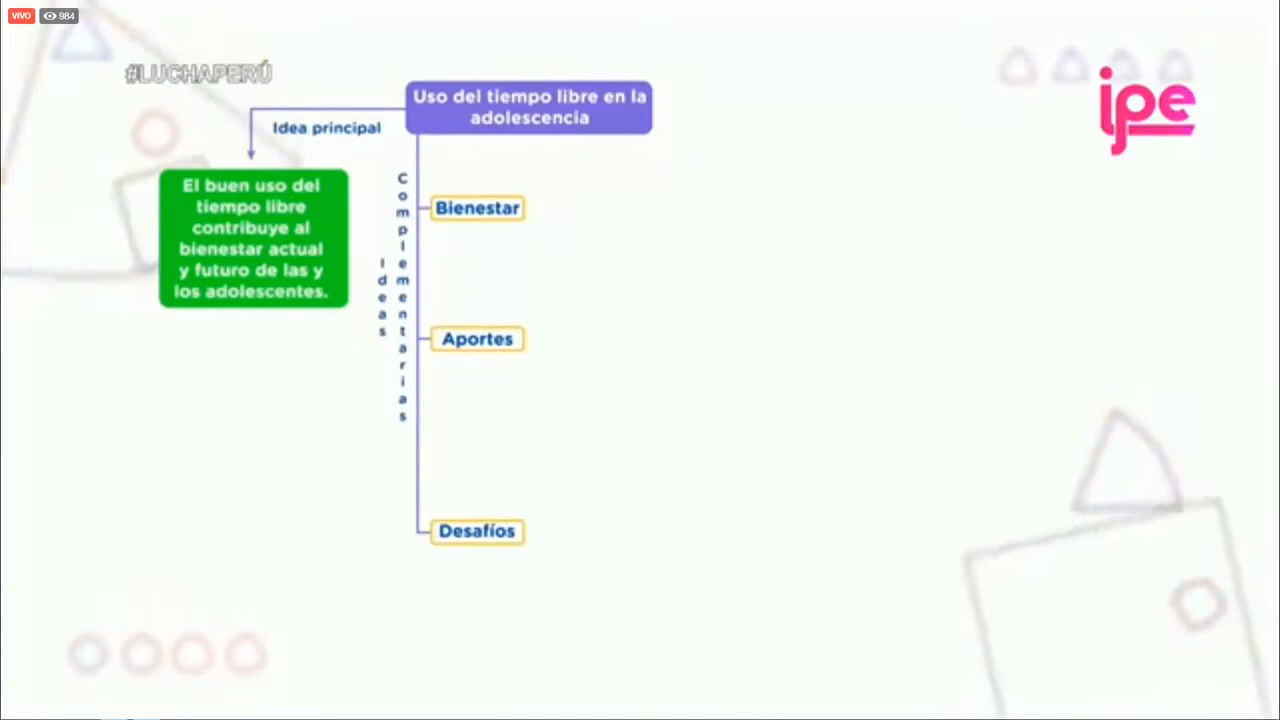 VIVO
984
#LUCHAPERÚ
ipe
Uso del tiempo libre en la
adolescencia
Idea principal
El buen uso del
tiempo libre
contribuye al
bienestar actual
y futuro de las y
los adolescentes.
Ideas
Complementarias
Bienestar
Aportes
Desafíos